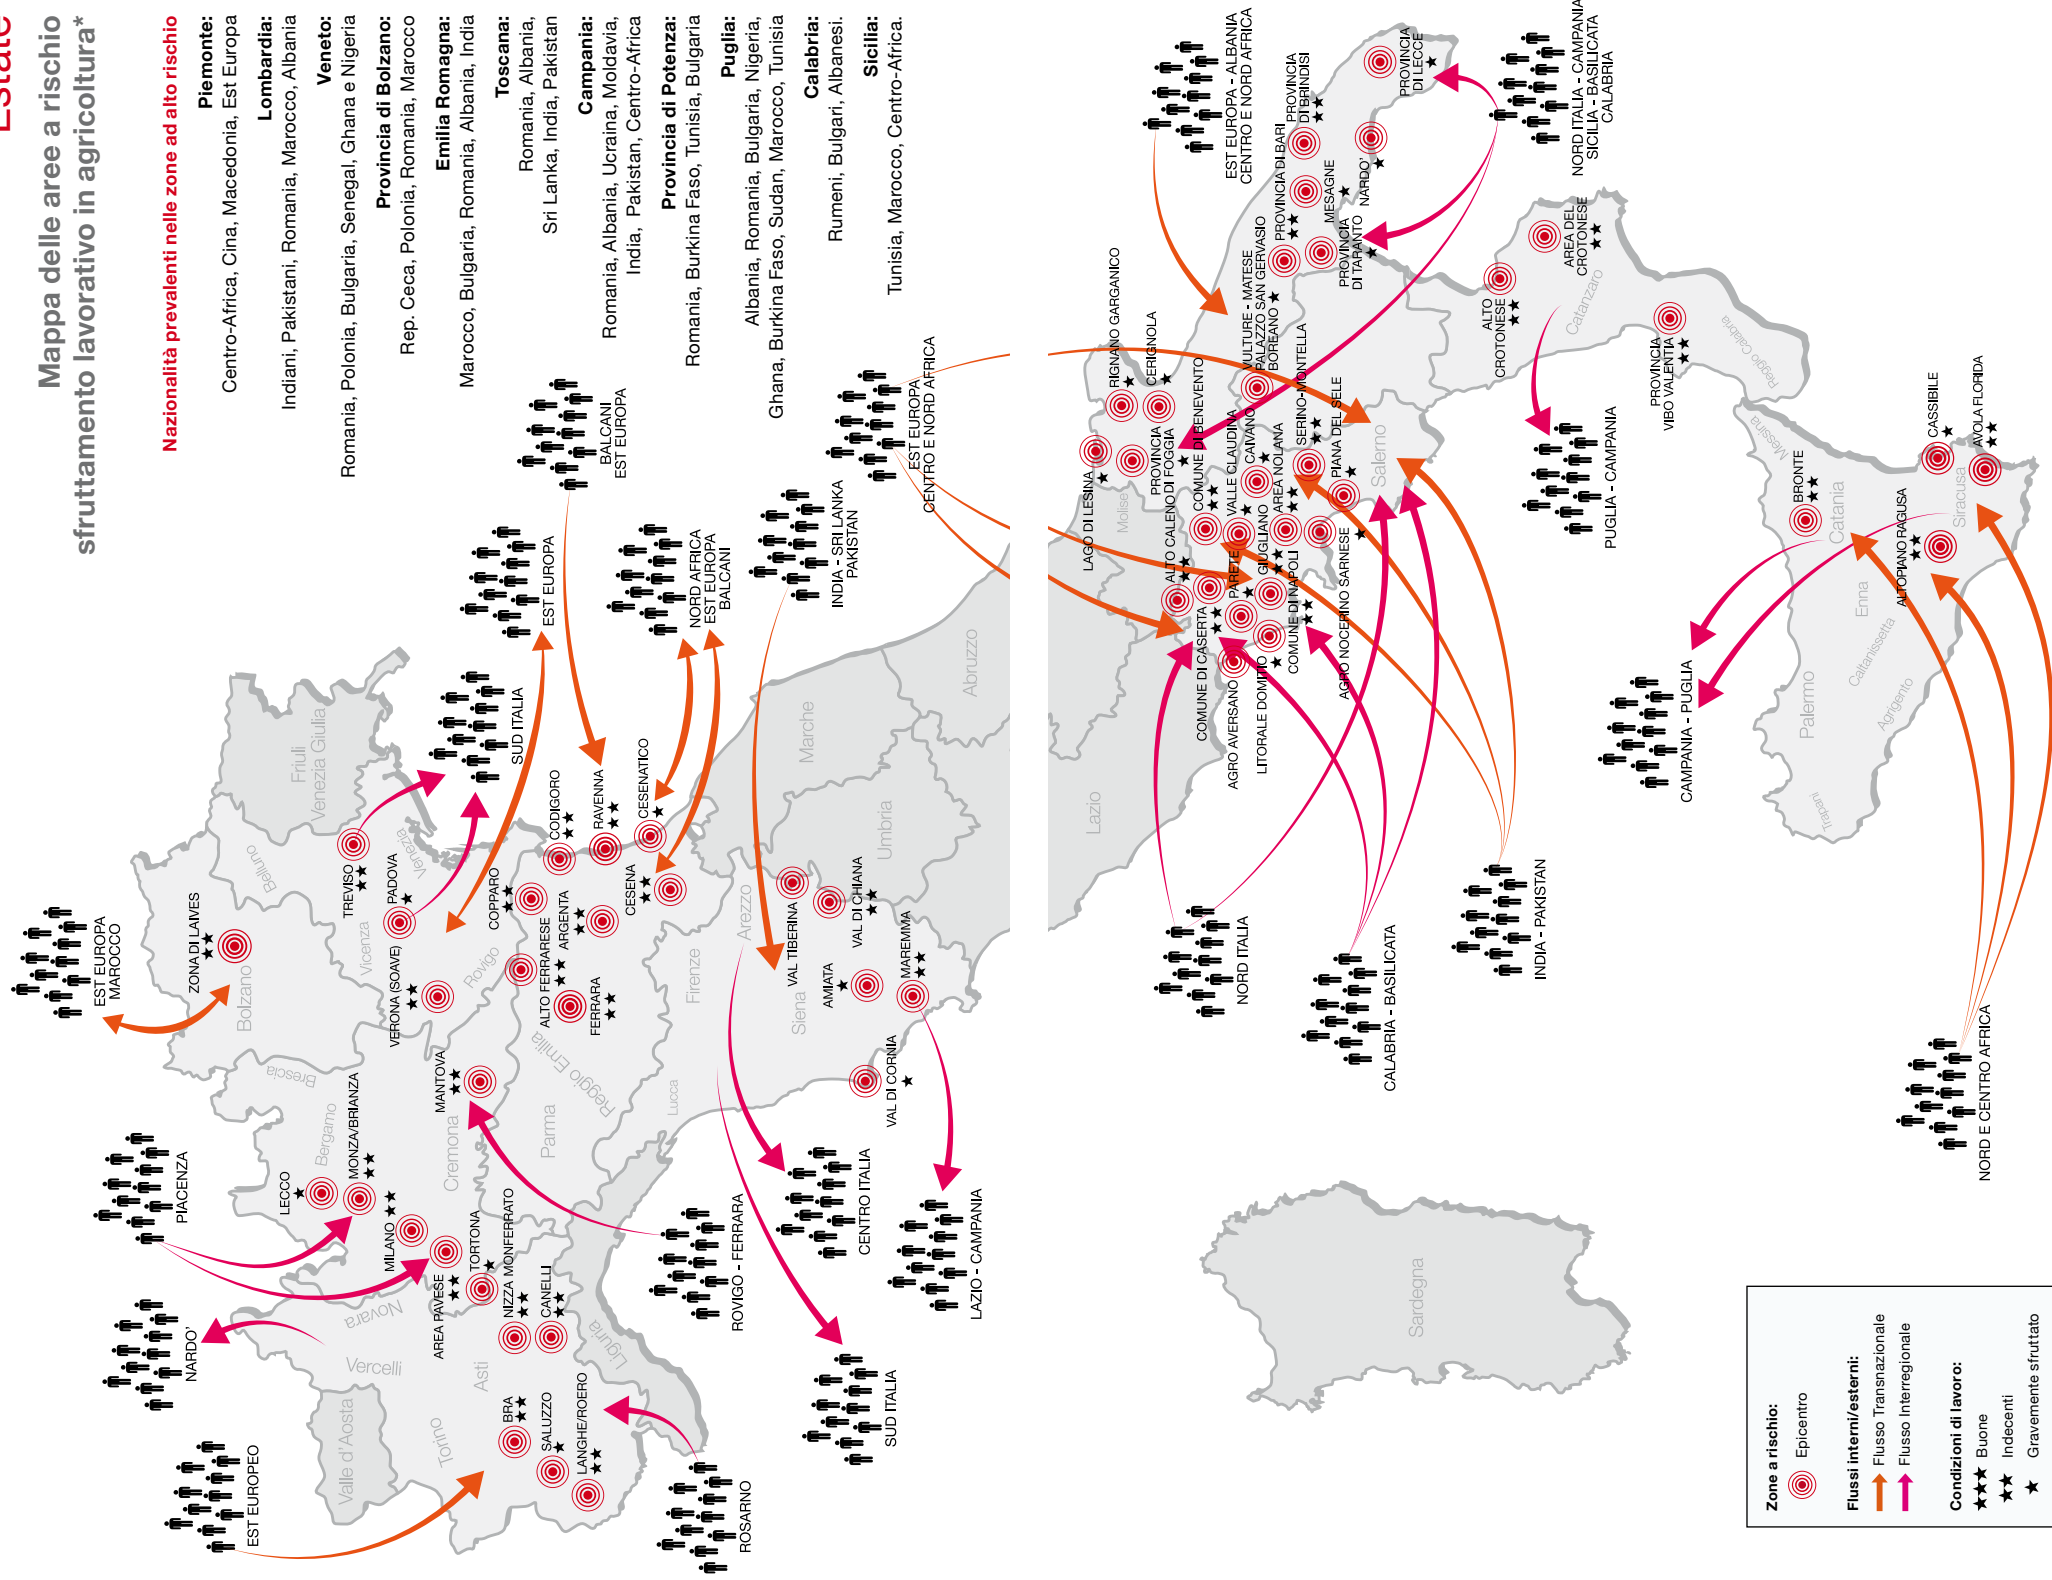 Estate
Mappa delle aree a rischio
sfruttamento lavorativo in agricoltura*
Nazionalità prevalenti nelle zone ad alto rischio
Piemonte:
Centro-Africa, Cina, Macedonia, Est Europa
Lombardia:
Indiani, Pakistani, Romania, Marocco, Albania
Veneto:
Romania, Polonia, Bulgaria, Senegal, Ghana e Nigeria
Provincia di Bolzano:
Rep. Ceca, Polonia, Romania, Marocco
Emilia Romagna:
Marocco, Bulgaria, Romania, Albania, India
Toscana:
Romania, Albania,
Sri Lanka, India, Pakistan
Campania:
Romania, Albania, Ucraina, Moldavia,
India, Pakistan, Centro-Africa
Provincia di Potenza:
Romania, Burkina Faso, Tunisia, Bulgaria
Puglia:
Albania, Romania, Bulgaria, Nigeria,
Ghana, Burkina Faso, Sudan, Marocco, Tunisia
Calabria:
Rumeni, Bulgari, Albanesi.
Sicilia:
Tunisia, Marocco, Centro-Africa.
EST EUROPEO
NARDO'
PIACENZA
EST EUROPA
MAROCCO
SUD ITALIA
EST EUROPA
BALCANI
EST EUROPA
NORD AFRICA
EST EUROPA
BALCANI
INDIA - SRI LANKA
PAKISTAN
EST EUROPA
CENTRO E NORD AFRICA
ROSARNO
ROVIGO - FERRARA
SUD ITALIA
CENTRO ITALIA
LAZIO - CAMPANIA
Valle d'Aosta
Torino
Vercelli
Novara
Asti
Liguria
Bergamo
Brescia
Cremona
Bolzano
Belluno
Vicenza
Venezia
Rovigo
Friuli
Venezia Giulia
Parma
Reggio Emilia
Lucca
Firenze
Arezzo
Siena
Umbria
Marche
Abruzzo
ZONA DI LAIVES
LECCO
MONZA/BRIANZA
MILANO
AREA PAVESE
TORTONA
NIZZA MONFERRATO
CANELLI
BRA
SALUZZO
LANGHE/ROERO
MANTOVA
VERONA (SOAVE)
TREVISO
PADOVA
COPPARO
CODIGORO
ALTO FERRARESE
ARGENTA
FERRARA
RAVENNA
CESENATICO
CESENA
VAL TIBERINA
VAL DI CHIANA
AMIATA
MAREMMA
VAL DI CORNIA
EST EUROPA - ALBANIA
CENTRO E NORD AFRICA
NORD ITALIA - CAMPANIA
SICILIA - BASILICATA
CALABRIA
PUGLIA - CAMPANIA
CAMPANIA - PUGLIA
NORD ITALIA
CALABRIA - BASILICATA
INDIA - PAKISTAN
NORD E CENTRO AFRICA
Lazio
Molise
Salerno
Catanzaro
Reggio Calabria
Messina
Catania
Siracusa
Enna
Caltanissetta
Agrigento
Palermo
Trapani
Sardegna
LAGO DI LESINA
RIGNANO GARGANICO
CERIGNOLA
PROVINCIA
DI FOGGIA
ALTO CALENO
COMUNE DI BENEVENTO
VALLE CLAUDINA
CAIVANO
AREA NOLANA
SERINO-MONTELLA
PIANA DEL SELE
VULTURE - MATESE
PALAZZO SAN GERVASIO
BOREANO
COMUNE DI CASERTA
PARETE
GIUGLIANO
COMUNE DI NAPOLI
AGRO AVERSANO
LITORALE DOMITIO
AGRO NOCERINO SARNESE
PROVINCIA DI BARI
PROVINCIA
DI BRINDISI
MESAGNE
NARDO'
PROVINCIA
DI TARANTO
PROVINCIA
DI LECCE
ALTO
CROTONESE
AREA DEL
CROTONESE
PROVINCIA
VIBO VALENTIA
BRONTE
CASSIBILE
AVOLA FLORIDA
ALTOPIANO RAGUSA
Zone a rischio:
Epicentro
Flussi interni/esterni:
Flusso Transnazionale
Flusso Interregionale
Condizioni di lavoro:
Buone
Indecenti
Gravemente sfruttato